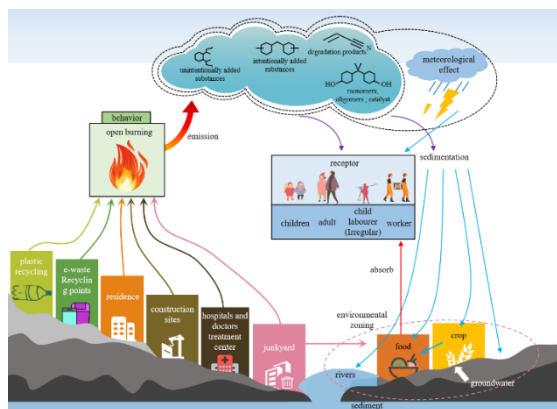 unintentionally added
substances
intentionally added
substances
degradation products
N
HO
OH
monomers,
oligomers , catalyst
meteorological
effect
behavior
open burning
emission
receptor
sedimentation
children
adult
child
labourer
(Irregular)
worker
plastic
recycling
e-waste
Recyclin
g points
residence
construction
sites
hospitals and
doctors
treatment
center
junkyard
absorb
environmental
zoning
rivers
food
crop
groundwater
sediment